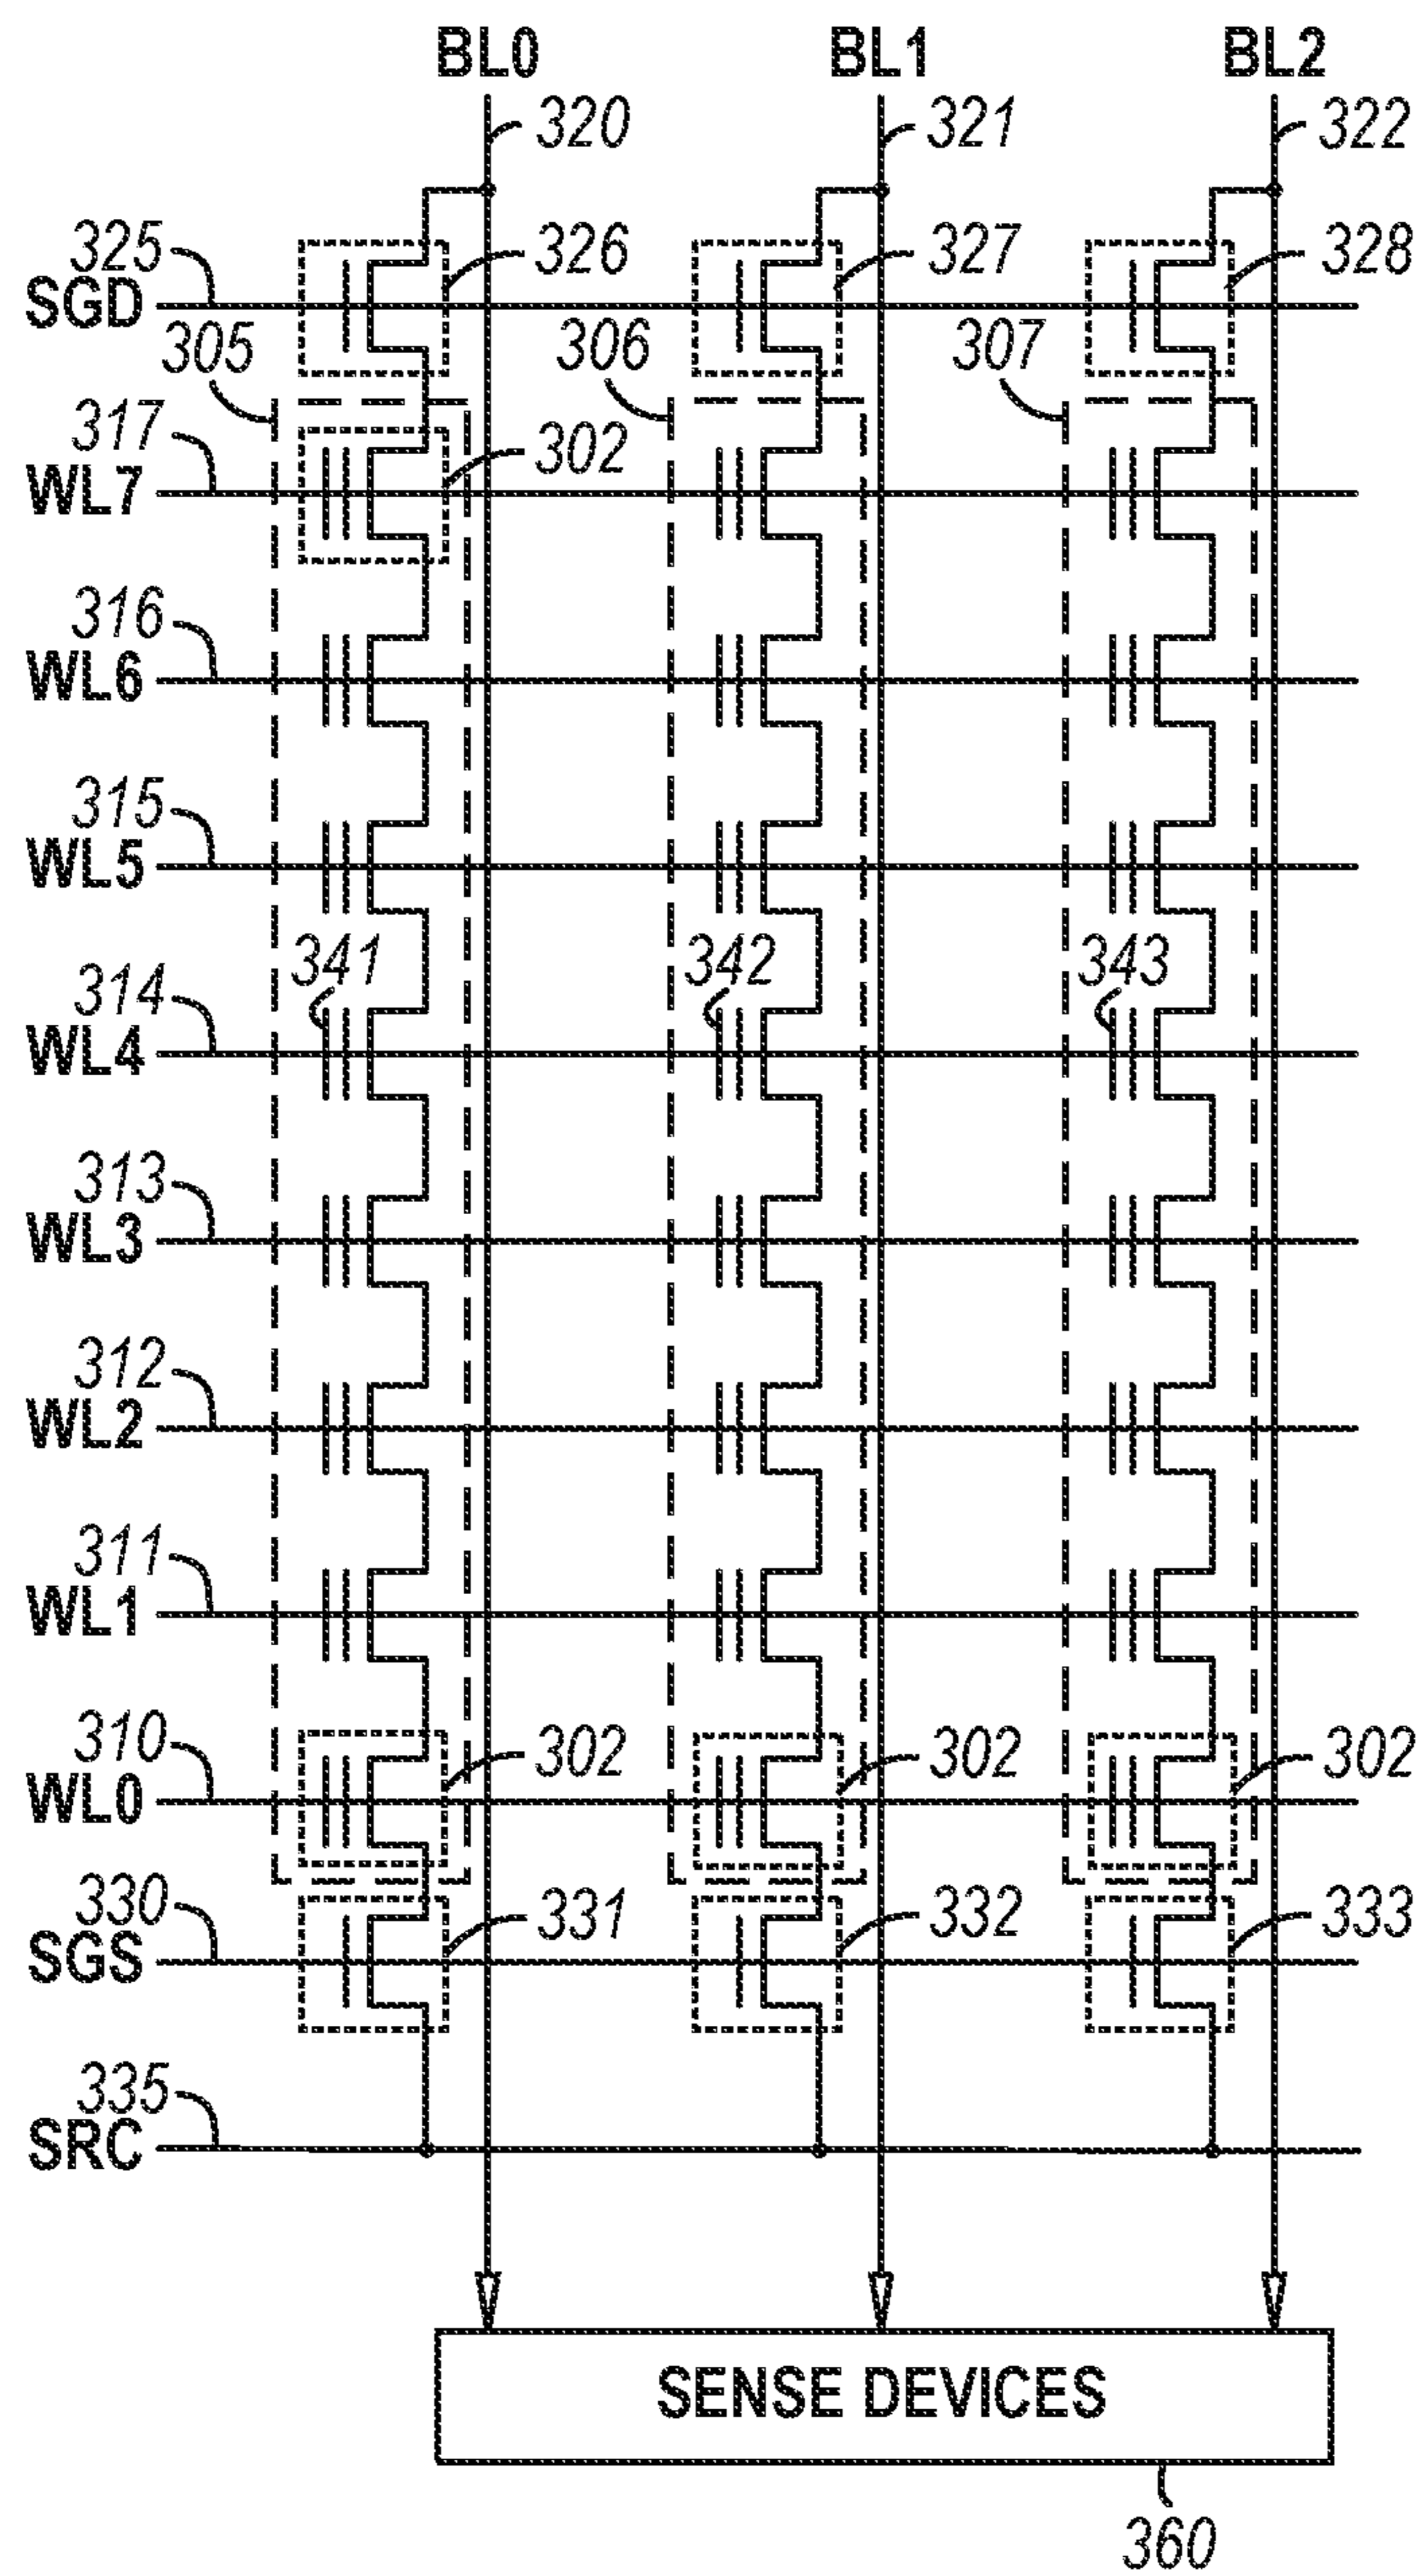 BL0 BL1 BL2
320 321 322
325 326 327 328
SGD
305 306 307
317 302
WL7
316
WL6
315
WL5
341 342 343
314
WL4
313
WL3
312
WL2
311
WL1
310 302 302 302
WL0
330 331 332 333
SGS
335
SRC
SENSE DEVICES
360